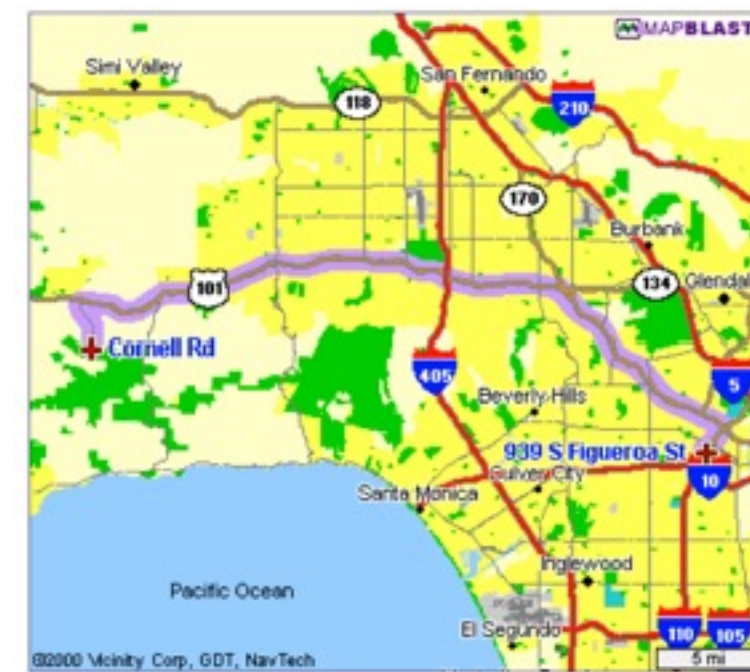 MAPBLAST
Simi Valley
San Fernando
118
210
170
Burbank
134
Glendal
101
Cornell Rd
405
5
Beverly Hills
939 S Figueroa St
Culver City
10
Santa Monica
Inglewood
Pacific Ocean
El Segundo
110
105
©2000 Vicinity Corp, GDT, NavTech
5 mi